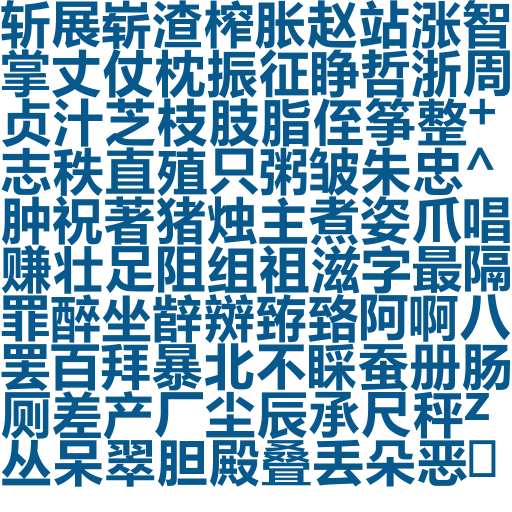 斩展崭渣榨胀赵站涨智
掌丈仗枕振征睁哲浙周
贞汁芝枝肢脂侄筝整+
志秩直殖只粥皱朱忠^
肿祝著猪烛主煮姿爪唱
赚壮足阻组祖滋字最隔
罪醉坐辥辩臶臵阿啊八
罢百拜暴北不睬蚕册肠
厕差产厂尘辰承尺秤z
丛呆翠胆殿叠丢朵恶